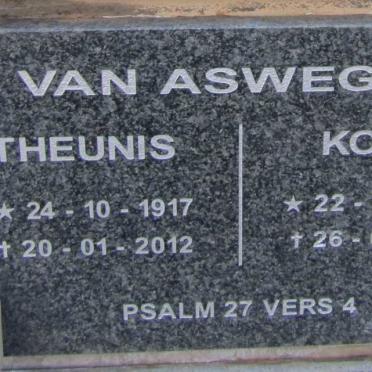 VAN ASWEG
THEUNIS
★ 24 - 10 - 1917
✝ 20 - 01 - 2012
KO
★ 22 -
✝ 26 -
PSALM 27 VERS 4